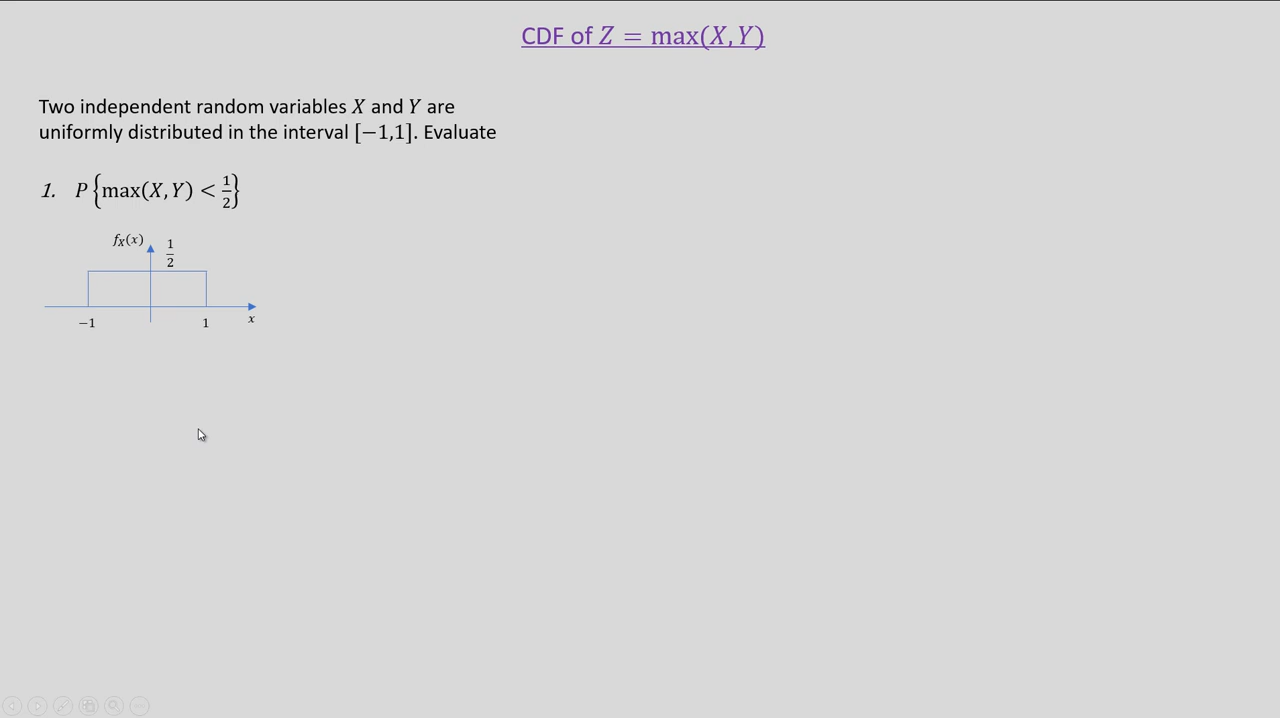 CDF of Z = max(X, Y)
Two independent random variables X and Y are
uniformly distributed in the interval [−1,1]. Evaluate
1. P{max(X, Y) < 1/2}
f_X(x)
1/2
−1
1
x